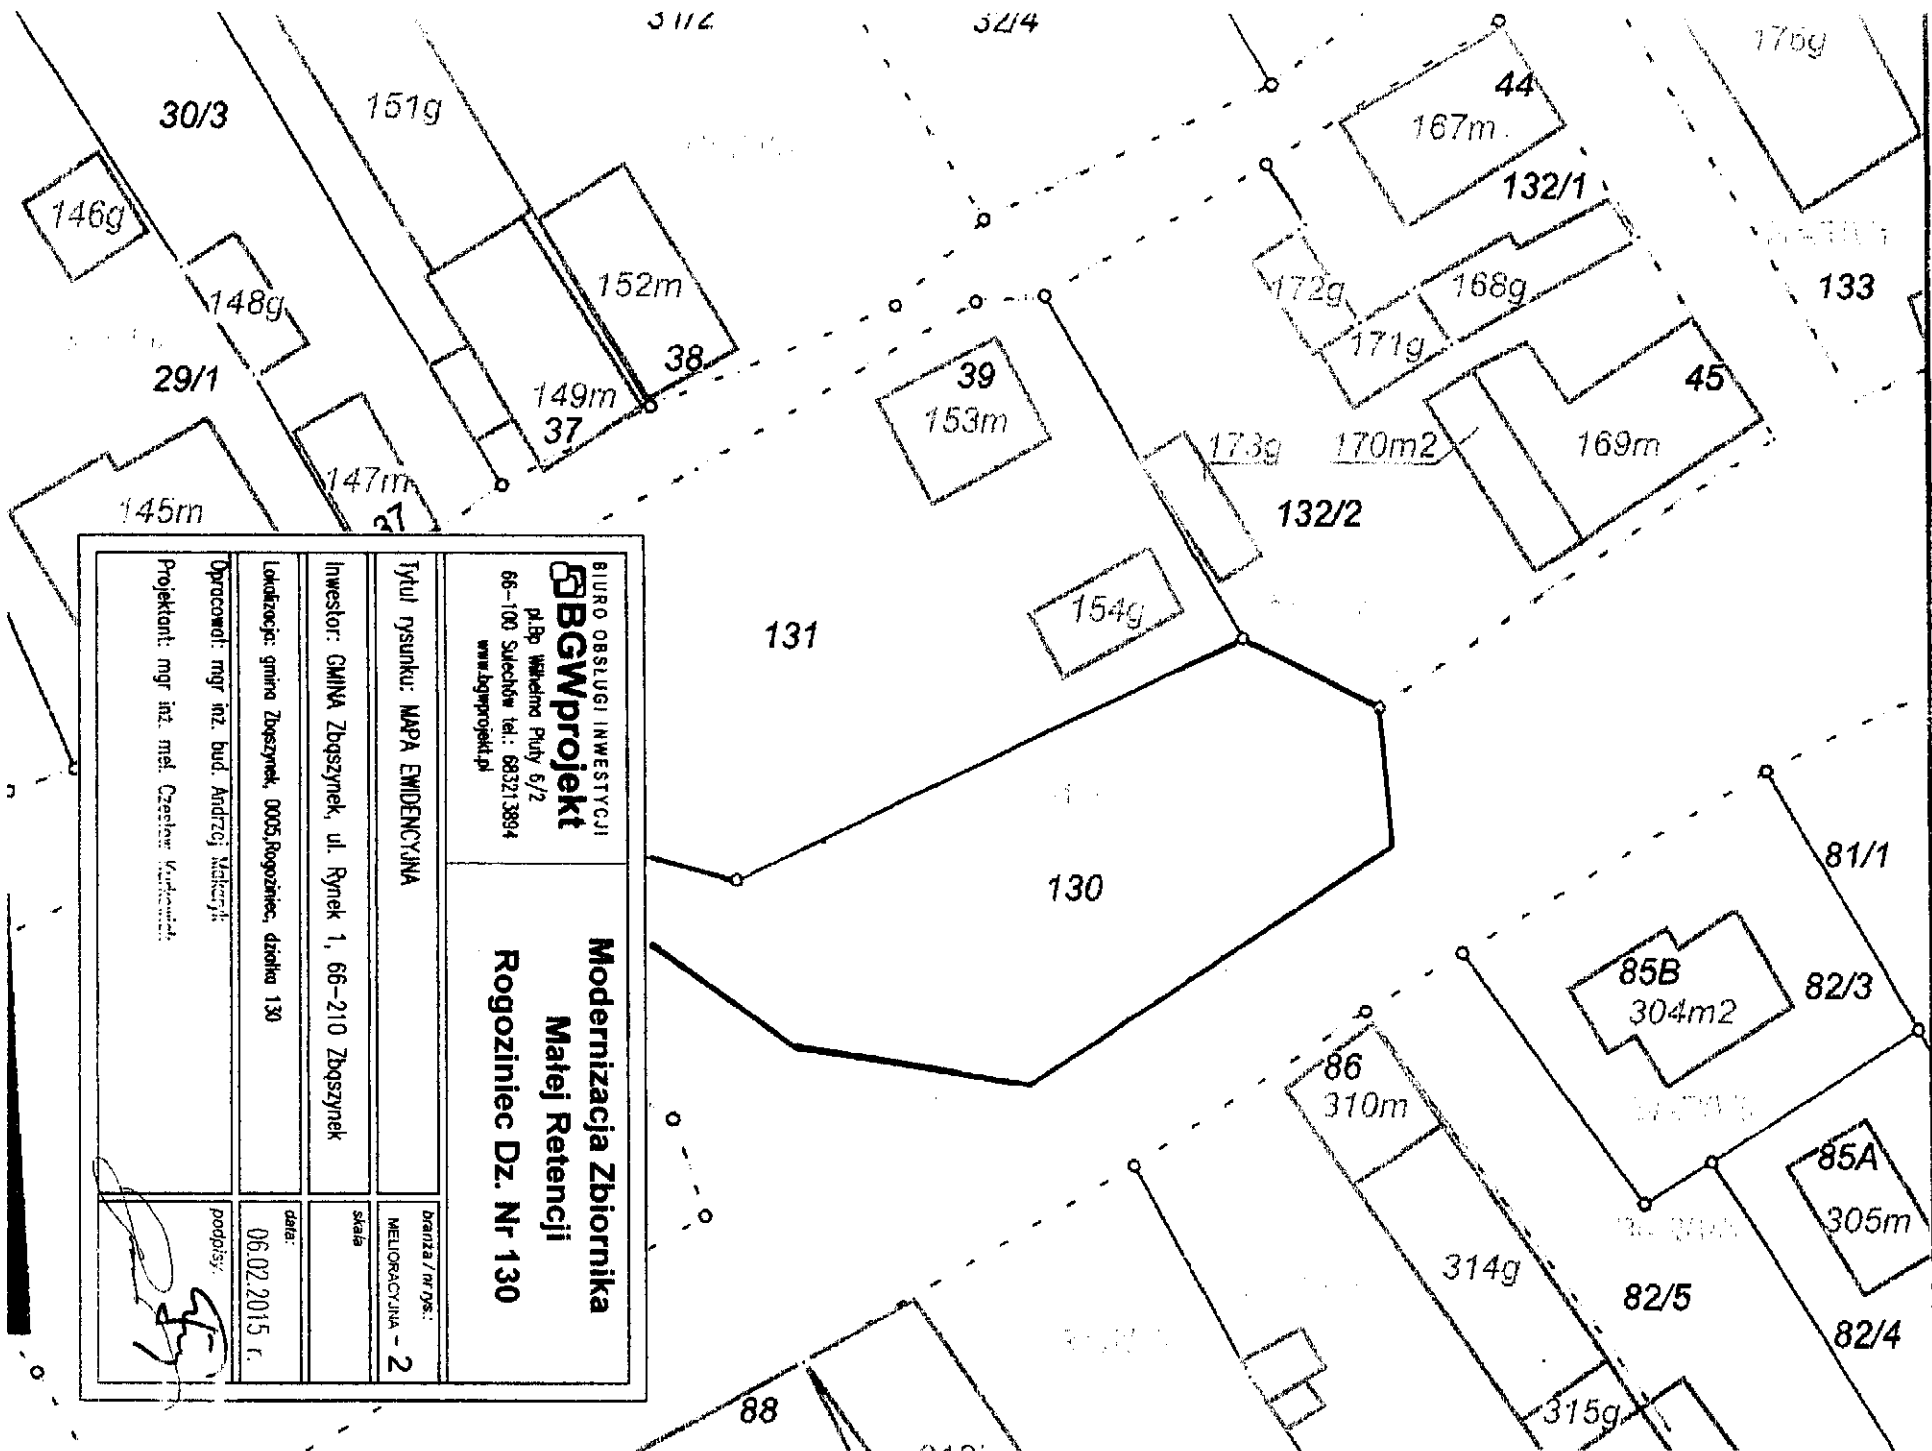 32/4
30/3
151g
44
167m
176g
146g
132/1
148g
152m
172g
168g
133
29/1
38
171g
149m
37
39
153m
45
147m
173g
170m2
169m
145m
37
132/2
131
154g
130
81/1
85B
304m2
82/3
86
310m
85A
305m
314g
82/5
82/4
88
315g
BIURO OBSŁUGI INWESTYCJI
BGWprojekt
pl.Bp Wilhelma Pluty 6/2
66-100 Sulechów tel.: 683213894
www.bgwprojekt.pl
Modernizacja Zbiornika
Małej Retencji
Rogoziniec Dz. Nr 130
Tytuł rysunku: MAPA EWIDENCYJNA
branża / nr rys.:
MELIORACYJNA - 2
Inwestor: GMINA Zbąszynek, ul. Rynek 1, 66-210 Zbąszynek
skala
Lokalizacja: gmina Zbąszynek, 0005,Rogoziniec, działka 130
data:
06.02.2015 r.
Opracował: mgr inż. bud. Andrzej
Projektant: mgr inż. mel. Czesław
podpisy: